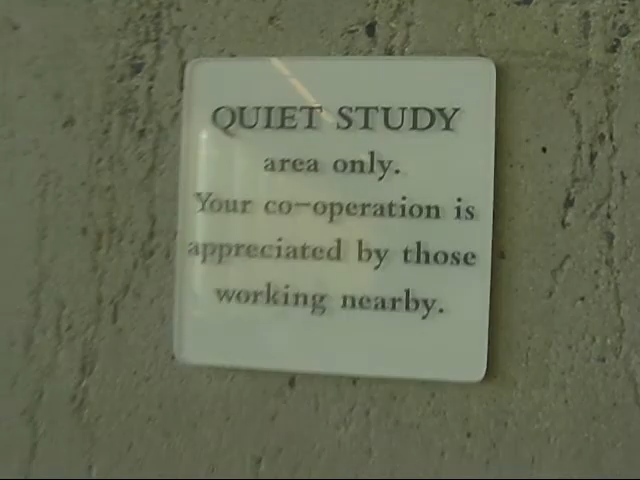 QUIET STUDY
area only.
Your co-operation is
appreciated by those
working nearby.